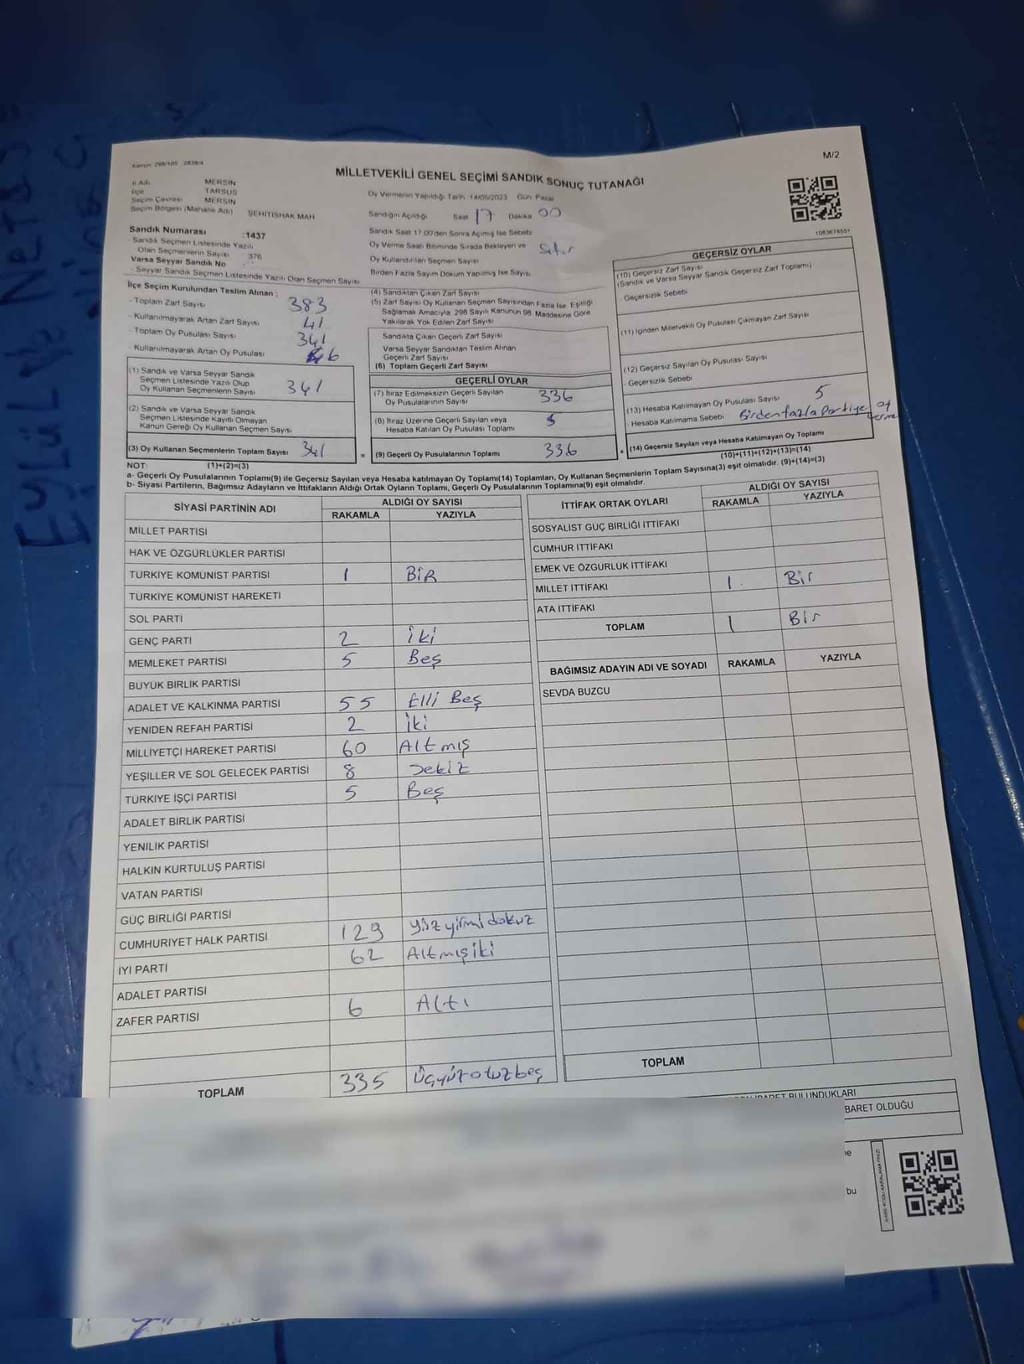 M/2
MİLLETVEKİLİ GENEL SEÇİMİ SANDIK SONUÇ TUTANAĞI
İl Adı MERSİN
İlçe TARSUS
Seçim Çevresi MERSİN
Seçim Bölgesi (Mahalle Adı) ŞEHİTİSHAK MAH
Sandık Numarası : 1437
Sandık Seçmen Listesinde Yazılı
Olan Seçmenlerin Sayısı 376
Varsa Seyyar Sandık No
- Seyyar Sandık Seçmen Listesinde Yazılı Olan Seçmen Sayısı
Oy Vermenin Yapıldığı Tarih 14/05/2023 Gün Pazar
Sandığın Açıldığı Saat 17 Dakika 00
Sandık Saat 17:00'den Sonra Açılmış İse Sebebi
Oy Verme Saati Bitiminde Sırada Bekleyen ve
Oy Kullandırılan Seçmen Sayısı Sıfır
Birden Fazla Sayım Döküm Yapılmış İse Sayısı
İlçe Seçim Kurulundan Teslim Alınan :
- Toplam Zarf Sayısı 383
- Kullanılmayarak Artan Zarf Sayısı 41
- Toplam Oy Pusulası Sayısı 341
- Kullanılmayarak Artan Oy Pusulası
(1) Sandık ve Varsa Seyyar Sandık
Seçmen Listesinde Yazılı Olup
Oy Kullanan Seçmenlerin Sayısı 341
(2) Sandık ve Varsa Seyyar Sandık
Seçmen Listesinde Kayıtlı Olmayan
Kanun Gereği Oy Kullanan Seçmen Sayısı
(3) Oy Kullanan Seçmenlerin Toplam Sayısı 341
(1)+(2)=(3)
(4) Sandıktan Çıkan Zarf Sayısı
(5) Zarf Sayısı Oy Kullanan Seçmen Sayısından Fazla İse, Eşitliği
Sağlamak Amacıyla, 298 Sayılı Kanunun 98. Maddesine Göre
Yakılarak Yok Edilen Zarf Sayısı
Sandıkta Çıkan Geçerli Zarf Sayısı
Varsa Seyyar Sandıktan Teslim Alınan
Geçerli Zarf Sayısı
(6) Toplam Geçerli Zarf Sayısı
GEÇERLİ OYLAR
(7) İtiraz Edilmeksizin Geçerli Sayılan
Oy Pusulalarının Sayısı 336
(8) İtiraz Üzerine Geçerli Sayılan veya
Hesaba Katılan Oy Pusulası Toplamı
(9) Geçerli Oy Pusulalarının Toplamı 336
GEÇERSİZ OYLAR
(10) Geçersiz Zarf Sayısı
(Sandık ve Varsa Seyyar Sandık Geçersiz Zarf Toplamı)
Geçersizlik Sebebi
(11) İçinden Milletvekili Oy Pusulası Çıkmayan Zarf Sayısı
(12) Geçersiz Sayılan Oy Pusulası Sayısı
Geçersizlik Sebebi
(13) Hesaba Katılmayan Oy Pusulası Sayısı 5
Hesaba Katılmama Sebebi Birden fazla Partiye oy
(14) Geçersiz Sayılan veya Hesaba Katılmayan Oy Toplamı
(10)+(11)+(12)+(13)=(14)
NOT:
a- Geçerli Oy Pusulalarının Toplamı(9) ile Geçersiz Sayılan veya Hesaba katılmayan Oy Toplamı(14) Toplamları, Oy Kullanan Seçmenlerin Toplam Sayısına(3) eşit olmalıdır. (9)+(14)=(3)
b- Siyasi Partilerin, Bağımsız Adayların ve İttifakların Aldığı Ortak Oyların Toplamı, Geçerli Oy Pusulalarının Toplamına(9) eşit olmalıdır.
SİYASİ PARTİNİN ADI ALDIĞI OY SAYISI
RAKAMLA YAZIYLA
MİLLET PARTİSİ
HAK VE ÖZGÜRLÜKLER PARTİSİ
TÜRKİYE KOMÜNİST PARTİSİ 1 BİR
TÜRKİYE KOMÜNİST HAREKETİ
SOL PARTİ
GENÇ PARTİ 2 İki
MEMLEKET PARTİSİ 5 Beş
BÜYÜK BİRLİK PARTİSİ
ADALET VE KALKINMA PARTİSİ 55 Elli Beş
YENİDEN REFAH PARTİSİ 2 İki
MİLLİYETÇİ HAREKET PARTİSİ 60 Altmış
YEŞİLLER VE SOL GELECEK PARTİSİ 8 Sekiz
TÜRKİYE İŞÇİ PARTİSİ 5 Beş
ADALET BİRLİK PARTİSİ
YENİLİK PARTİSİ
HALKIN KURTULUŞ PARTİSİ
VATAN PARTİSİ
GÜÇ BİRLİĞİ PARTİSİ
CUMHURİYET HALK PARTİSİ 129 yüzyirmidokuz
İYİ PARTİ 62 Altmışiki
ADALET PARTİSİ
ZAFER PARTİSİ 6 Altı
TOPLAM 335 Üçyüzotuzbeş
İTTİFAK ORTAK OYLARI ALDIĞI OY SAYISI
RAKAMLA YAZIYLA
SOSYALİST GÜÇ BİRLİĞİ İTTİFAKI
CUMHUR İTTİFAKI
EMEK VE ÖZGÜRLÜK İTTİFAKI
MİLLET İTTİFAKI 1 Bir
ATA İTTİFAKI
TOPLAM 1 Bir
BAĞIMSIZ ADAYIN ADI VE SOYADI RAKAMLA YAZIYLA
SEVDA BUZCU
TOPLAM
BULUNDUKLARI
BARET OLDUĞU
bu
EYLÜL